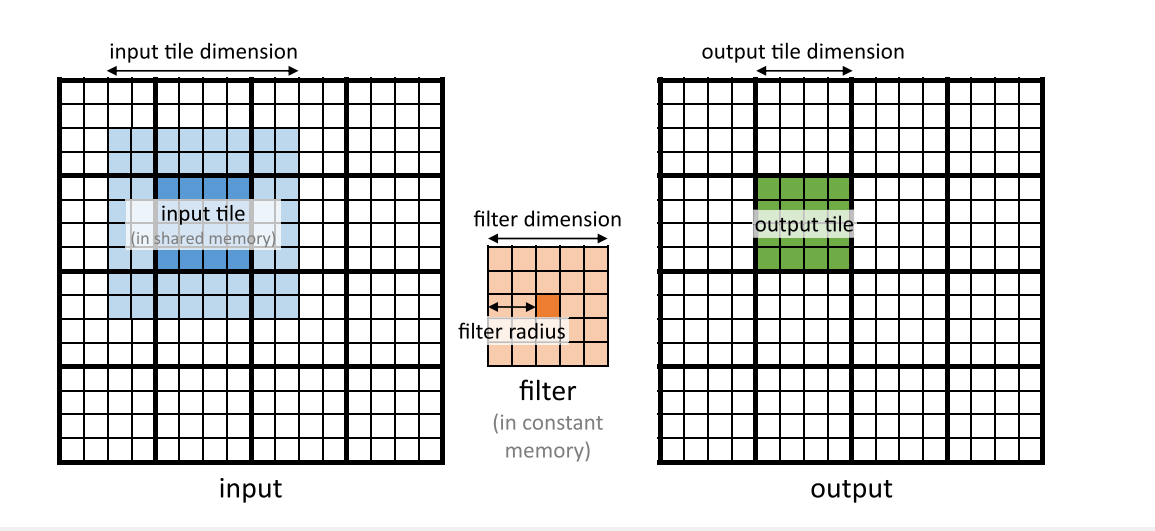 input tile dimension
output tile dimension
input tile
(in shared memory)
filter dimension
output tile
filter radius
filter
(in constant
memory)
input
output